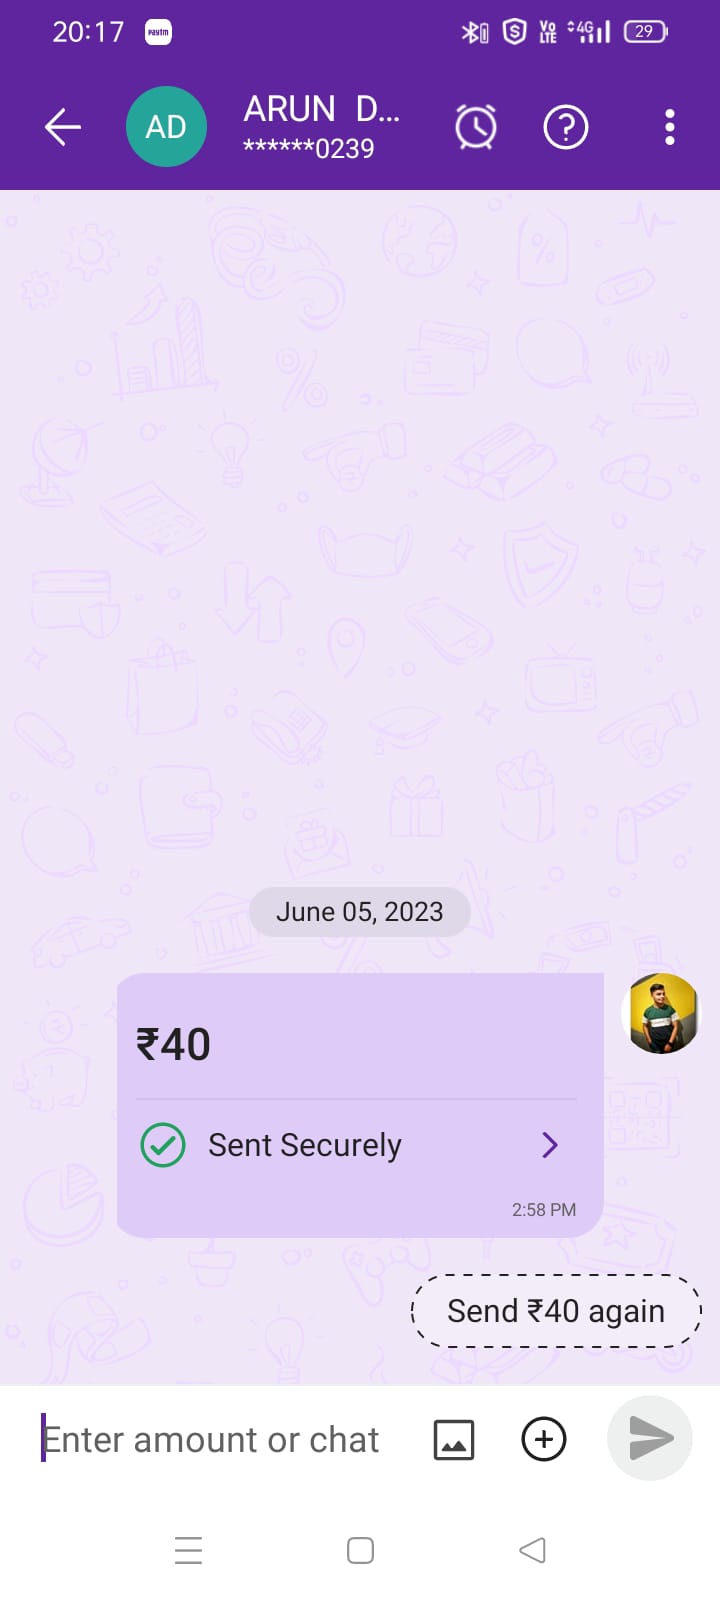 20:17 paytm Vo LTE 4G 29
AD
ARUN D...
******0239
June 05, 2023
₹40
Sent Securely
2:58 PM
Send ₹40 again
Enter amount or chat